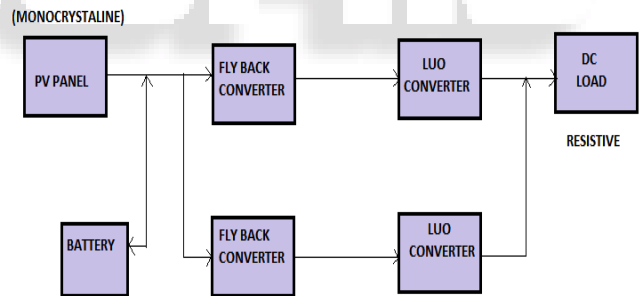 (MONOCRYSTALINE)
PV PANEL
FLY BACK
CONVERTER
LUO
CONVERTER
DC
LOAD
RESISTIVE
BATTERY
FLY BACK
CONVERTER
LUO
CONVERTER